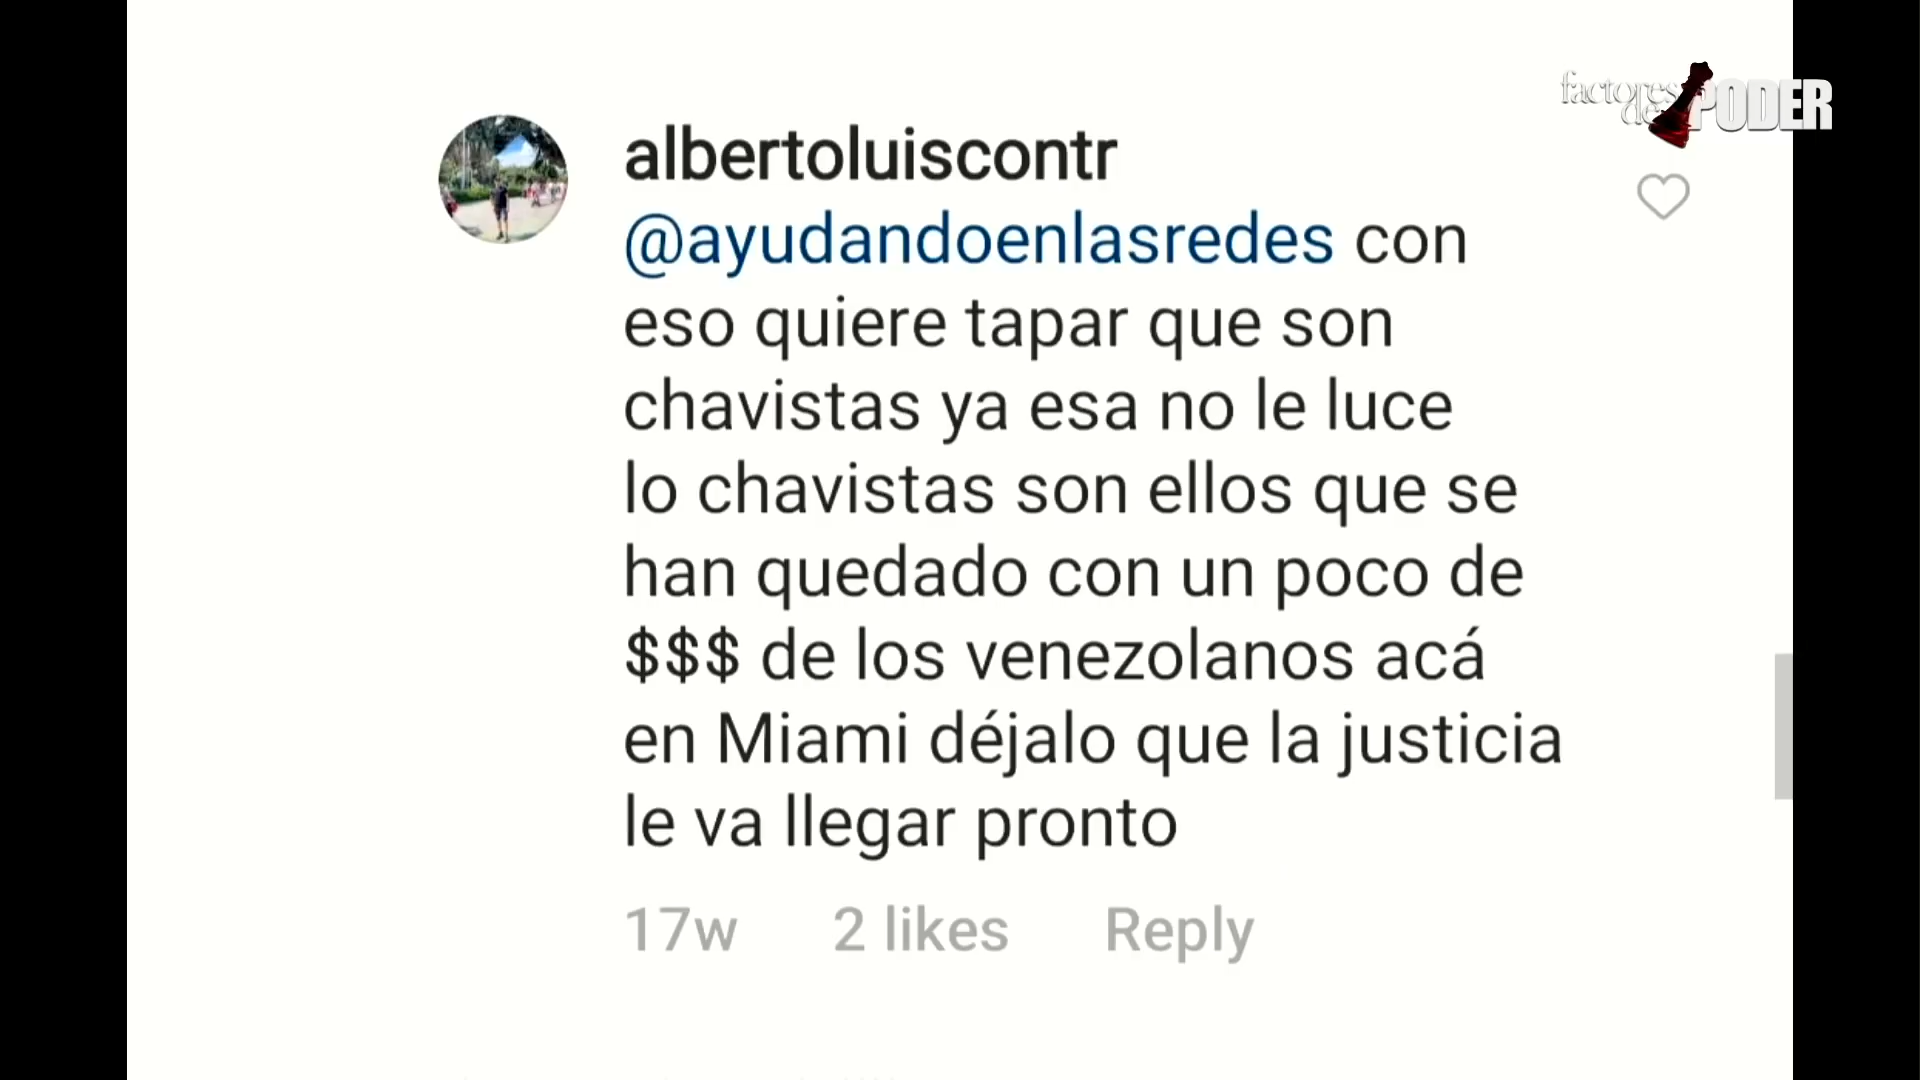 factores de PODER
albertoluiscontr
@ayudandoenlasredes con
eso quiere tapar que son
chavistas ya esa no le luce
lo chavistas son ellos que se
han quedado con un poco de
$$$ de los venezolanos acá
en Miami déjalo que la justicia
le va llegar pronto
17w 2 likes Reply